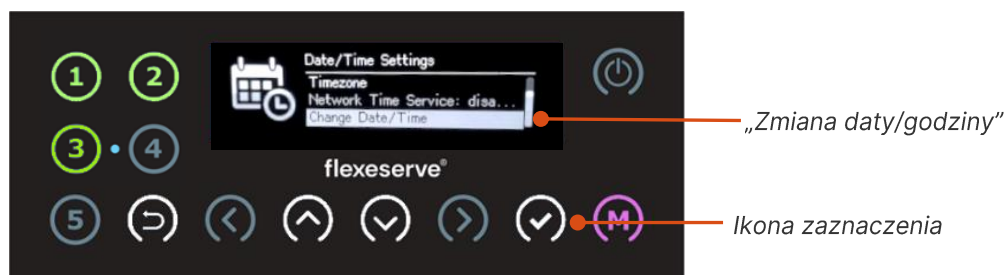 Date/Time Settings
Timezone
Network Time Service: disa...
Change Date/Time
„Zmiana daty/godziny”
1
2
3
4
flexeserve®
5
M
Ikona zaznaczenia